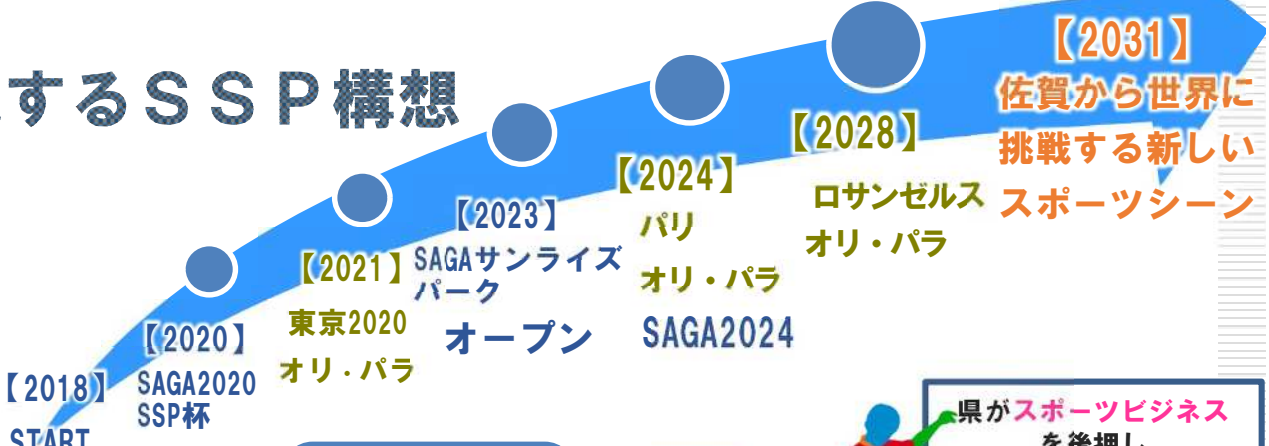 するＳＳＰ構想
【2018】
START
【2020】
SAGA2020
SSP杯
【2021】
東京2020
オリ・パラ
【2023】
SAGAサンライズ
パーク
オープン
【2024】
パリ
オリ・パラ
SAGA2024
【2028】
ロサンゼルス
オリ・パラ
【2031】
佐賀から世界に
挑戦する新しい
スポーツシーン
県がスポーツビジネス
を後押し